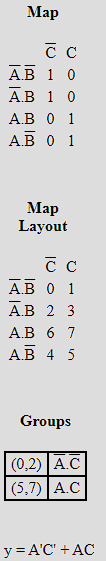 Map
C̅ C
A̅.B̅ 1 0
A̅.B 1 0
A.B 0 1
A.B̅ 0 1
Map
Layout
C̅ C
A̅.B̅ 0 1
A̅.B 2 3
A.B 6 7
A.B̅ 4 5
Groups
(0,2) A̅.C̅
(5,7) A.C
y = A'C' + AC